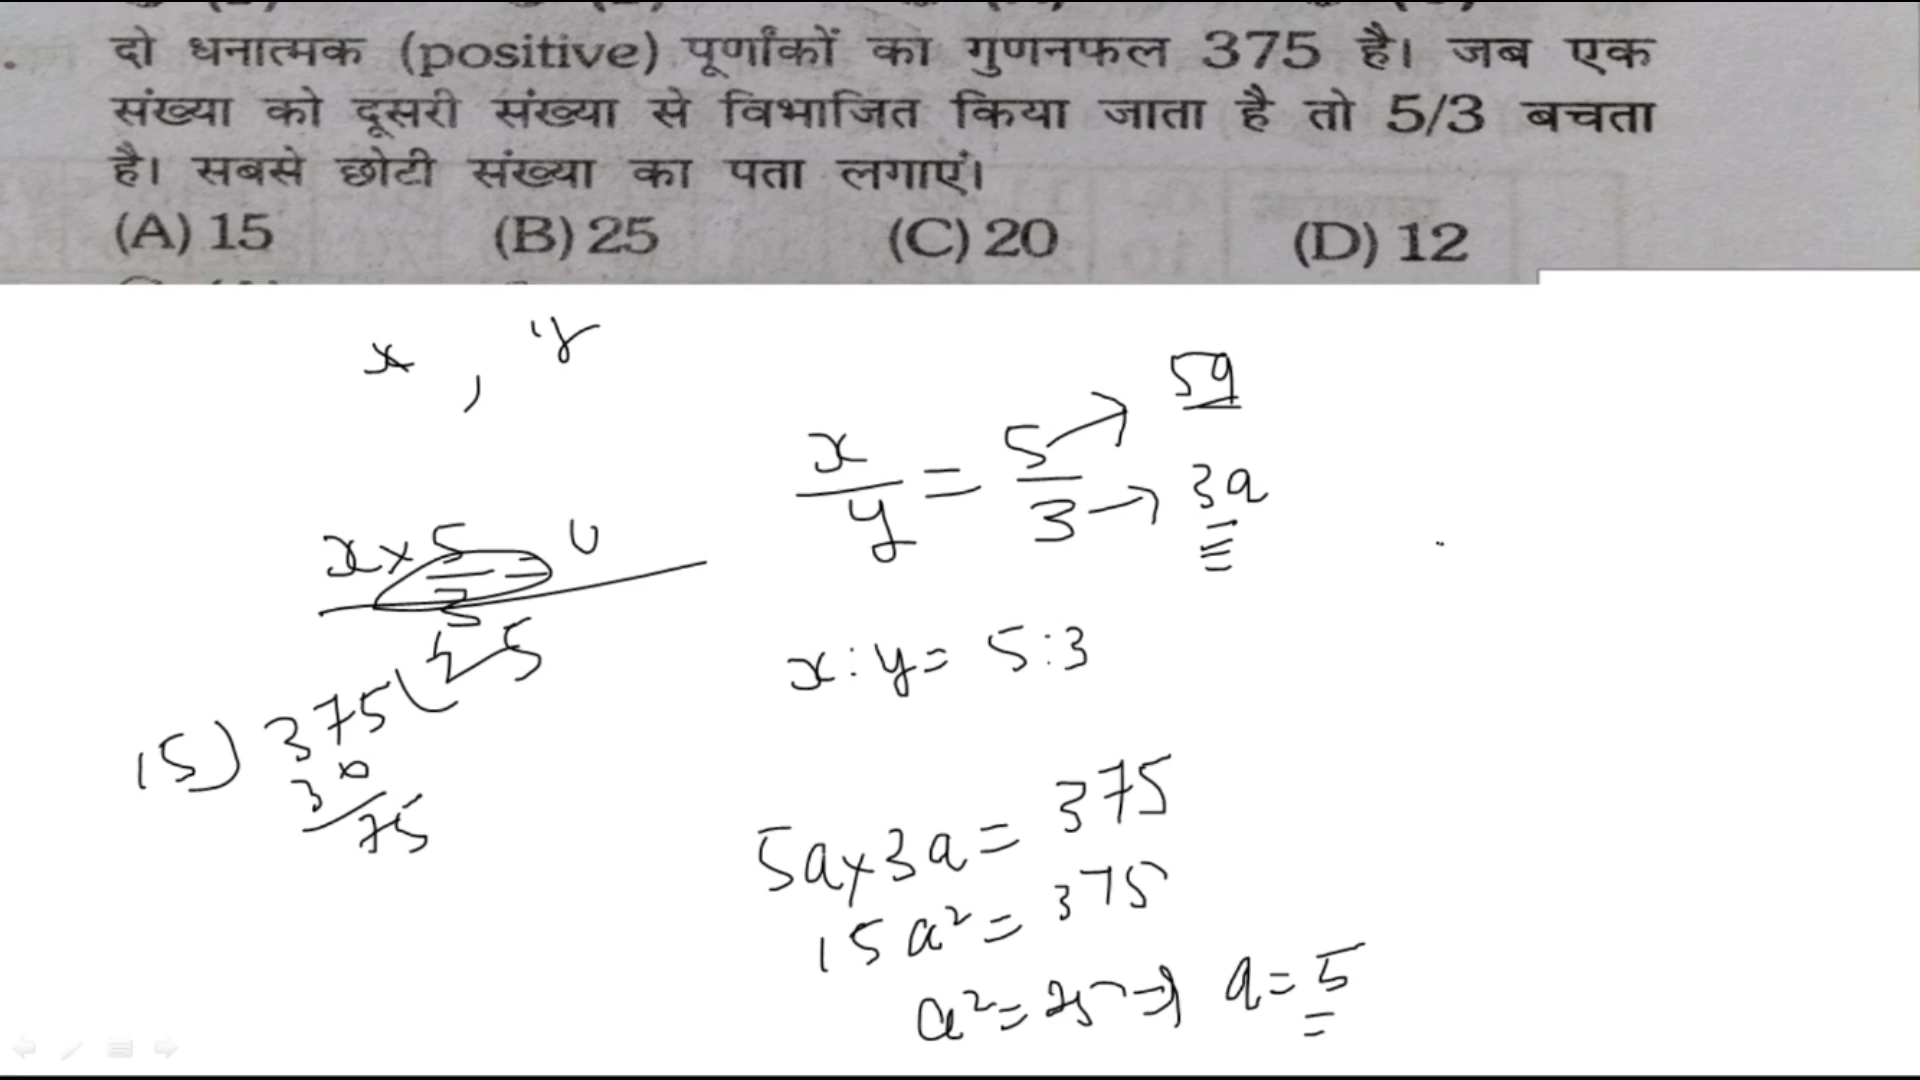 दो धनात्मक (positive) पूर्णांकों का गुणनफल 375 है। जब एक
संख्या को दूसरी संख्या से विभाजित किया जाता है तो 5/3 बचता
है। सबसे छोटी संख्या का पता लगाएं।
(A) 15 (B) 25 (C) 20 (D) 12
x , y
5a
x/y = 5/3
3a
x × 5/3 =
x : y = 5:3
15) 375 ( 25
30
75
5a × 3a = 375
15a² = 375
a² = 25 → a = 5